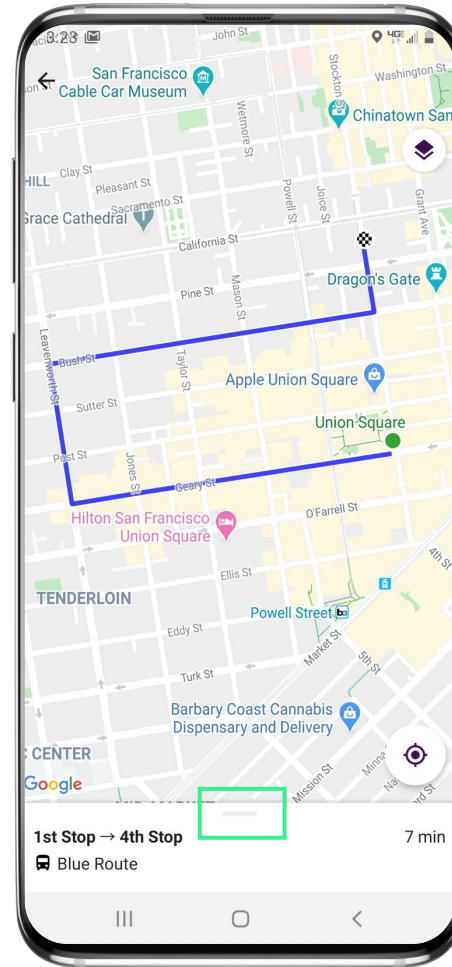 John St
3:23
4G
San Francisco
Cable Car Museum
Washington St
Stockton S
Chinatown San
Wetmore St
Clay St
HILL
Pleasant St
Powell St
Joice St
Grant Ave
Sacramento St
Grace Cathedral
California St
Dragon's Gate
Mason St
Pine St
Leavenworth St
Bush St
Taylor St
Apple Union Square
Sutter St
Union Square
Post St
Jones St
Geary St
Hilton San Francisco
Union Square
O'Farrell St
4th St
Ellis St
TENDERLOIN
Powell Street
Eddy St
Market St
5th St
Turk St
Barbary Coast Cannabis
Dispensary and Delivery
CENTER
Mission St
Minna
Na
rd St
Google
1st Stop → 4th Stop
7 min
Blue Route